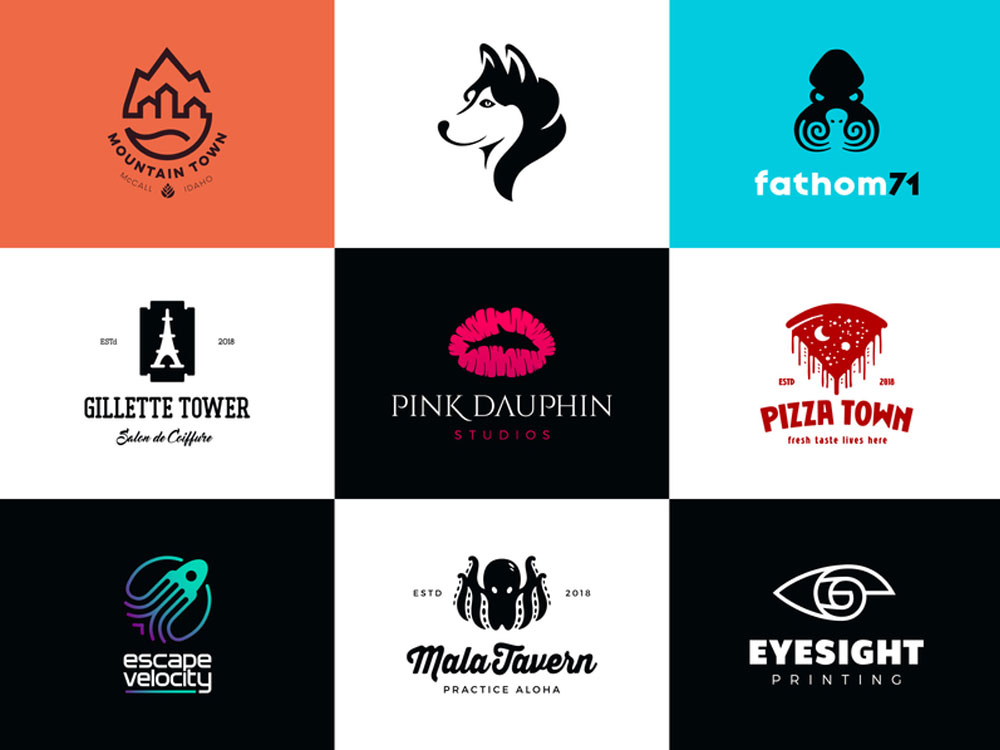 MOUNTAIN TOWN
McCALL IDAHO
fathom71
ESTd 2018
GILLETTE TOWER
Salon de Coiffure
PINK DAUPHIN
STUDIOS
ESTD 2018
PIZZA TOWN
fresh taste lives here
escape
velocity
ESTD 2018
Mala Tavern
PRACTICE ALOHA
EYESIGHT
PRINTING